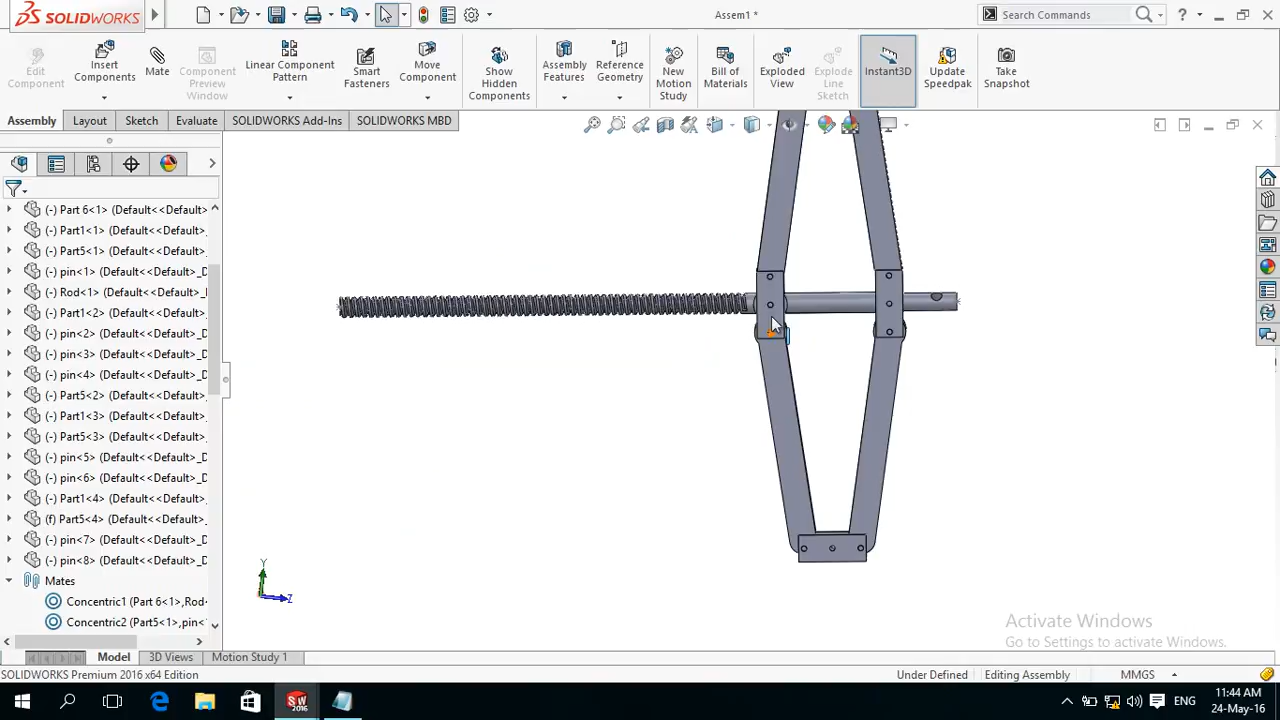 SOLIDWORKS
Assem1 *
Search Commands
?
Edit Component
Insert Components
Mate
Component Preview Window
Linear Component Pattern
Smart Fasteners
Move Component
Show Hidden Components
Assembly Features
Reference Geometry
New Motion Study
Bill of Materials
Exploded View
Explode Line Sketch
Instant3D
Update Speedpak
Take Snapshot
Assembly
Layout
Sketch
Evaluate
SOLIDWORKS Add-Ins
SOLIDWORKS MBD
(-) Part 6<1> (Default<<Default>
(-) Part1<1> (Default<<Default>
(-) Part5<1> (Default<<Default>
(-) pin<1> (Default<<Default>_D
(-) Rod<1> (Default<<Default>_
(-) Part1<2> (Default<<Default>
(-) pin<2> (Default<<Default>_D
(-) pin<3> (Default<<Default>_D
(-) pin<4> (Default<<Default>_D
(-) Part5<2> (Default<<Default>
(-) Part1<3> (Default<<Default>
(-) Part5<3> (Default<<Default>
(-) pin<5> (Default<<Default>_D
(-) pin<6> (Default<<Default>_D
(-) Part1<4> (Default<<Default>
(f) Part5<4> (Default<<Default>_
(-) pin<7> (Default<<Default>_D
(-) pin<8> (Default<<Default>_D
Mates
Concentric1 (Part 6<1>,Rod<
Concentric2 (Part5<1>,pin<
Y
Z
Activate Windows
Go to Settings to activate Windows.
Model
3D Views
Motion Study 1
SOLIDWORKS Premium 2016 x64 Edition
Under Defined
Editing Assembly
MMGS
SW
2016
ENG
11:44 AM
24-May-16